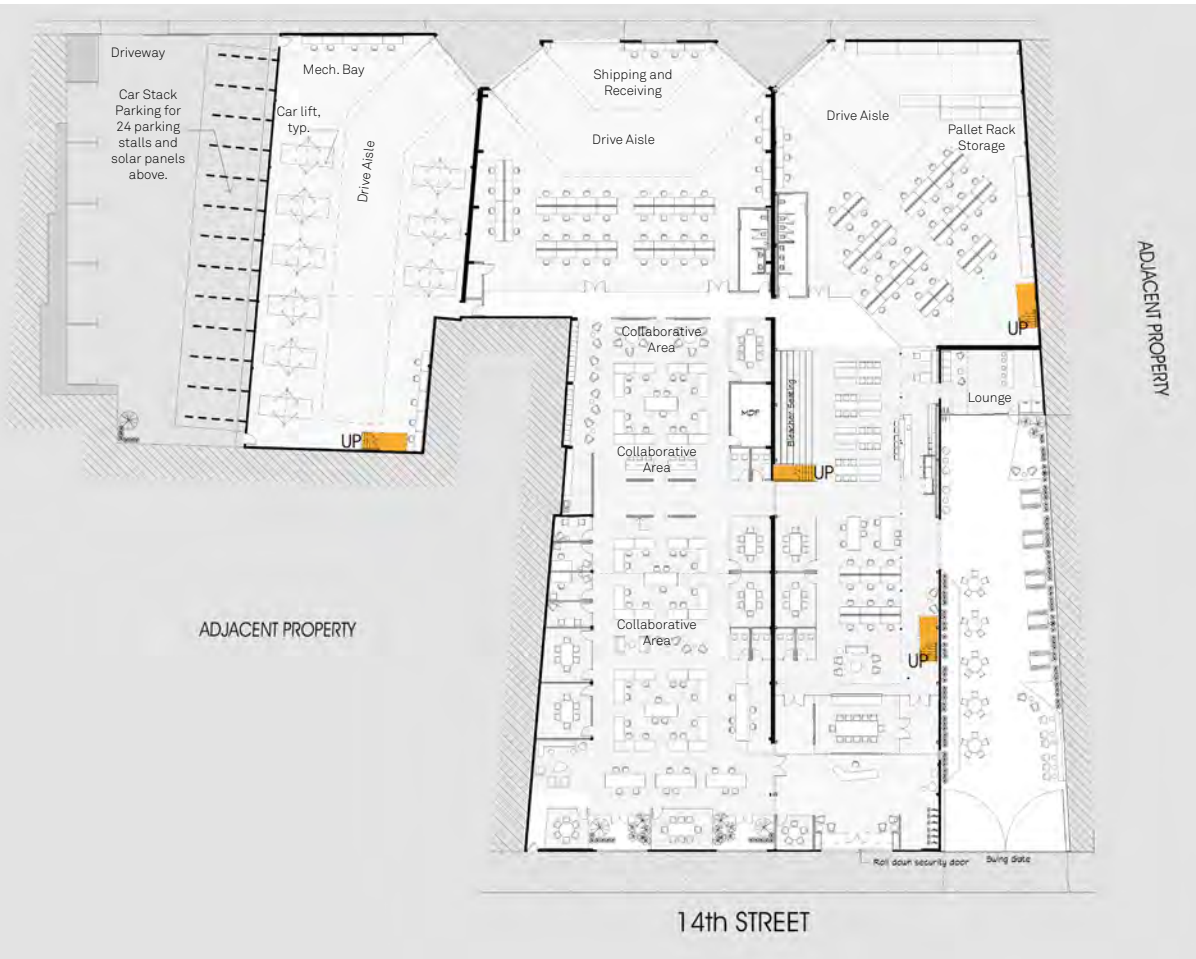 Driveway
Car Stack
Parking for
24 parking
stalls and
solar panels
above.
Mech. Bay
Car lift,
typ.
Drive Aisle
Shipping and
Receiving
Drive Aisle
Drive Aisle
Pallet Rack
Storage
UP
ADJACENT PROPERTY
Collaborative
Area
MDF
Bleacher Seating
Lounge
UP
Collaborative
Area
UP
ADJACENT PROPERTY
Collaborative
Area
UP
Roll down security door
Swing Gate
14th STREET